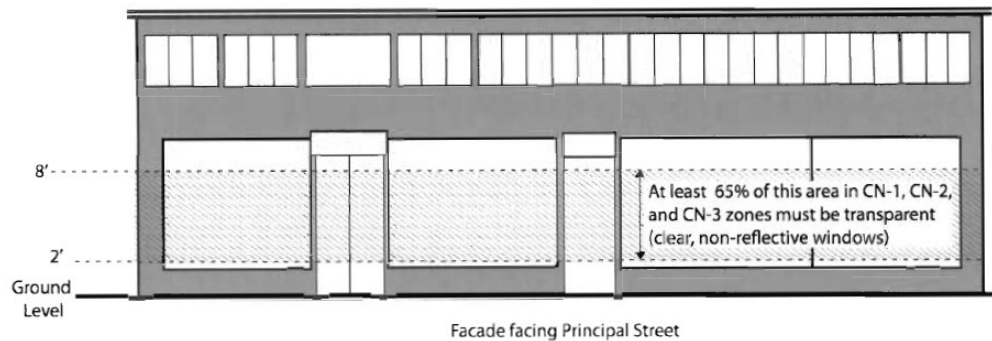 8'
At least 65% of this area in CN-1, CN-2,
and CN-3 zones must be transparent
(clear, non-reflective windows)
2'
Ground
Level
Facade facing Principal Street